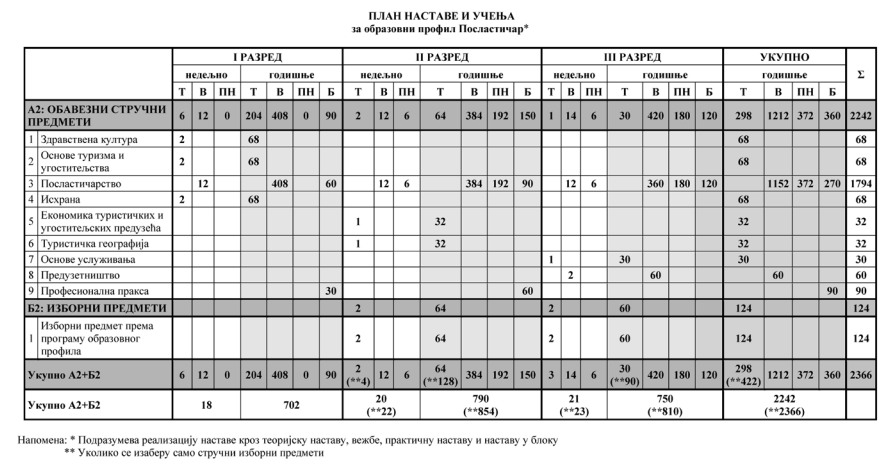 ПЛАН НАСТАВЕ И УЧЕЊА
за образовни профил Посластичар*
I РАЗРЕД II РАЗРЕД III РАЗРЕД УКУПНО
недељно годишње недељно годишње недељно годишње годишње Σ
Т В ПН Т В ПН Б Т В ПН Т В ПН Б Т В ПН Т В ПН Б Т В ПН Б
А2: ОБАВЕЗНИ СТРУЧНИ
ПРЕДМЕТИ 6 12 0 204 408 0 90 2 12 6 64 384 192 150 1 14 6 30 420 180 120 298 1212 372 360 2242
1 Здравствена култура 2 68 68 68
2 Основе туризма и
угоститељства 2 68 68 68
3 Посластичарство 12 408 60 12 6 384 192 90 12 6 360 180 120 1152 372 270 1794
4 Исхрана 2 68 68 68
5 Економика туристичких и
угоститељских предузећа 1 32 32 32
6 Туристичка географија 1 32 32 32
7 Основе услуживања 1 30 30 30
8 Предузетништво 2 60 60 60
9 Професионална пракса 30 60 90 90
Б2: ИЗБОРНИ ПРЕДМЕТИ 2 64 2 60 124 124
1 Изборни предмет према
програму образовног
профила 2 64 2 60 124 124
Укупно А2+Б2 6 12 0 204 408 0 90 2 (**4) 12 6 64 (**128) 384 192 150 3 14 6 30 (**90) 420 180 120 298 (**422) 1212 372 360 2366
Укупно А2+Б2 18 702 20 (**22) 790 (**854) 21 (**23) 750 (**810) 2242 (**2366)
Напомена: * Подразумева реализацију наставе кроз теоријску наставу, вежбе, практичну наставу и наставу у блоку
** Уколико се изаберу само стручни изборни предмети